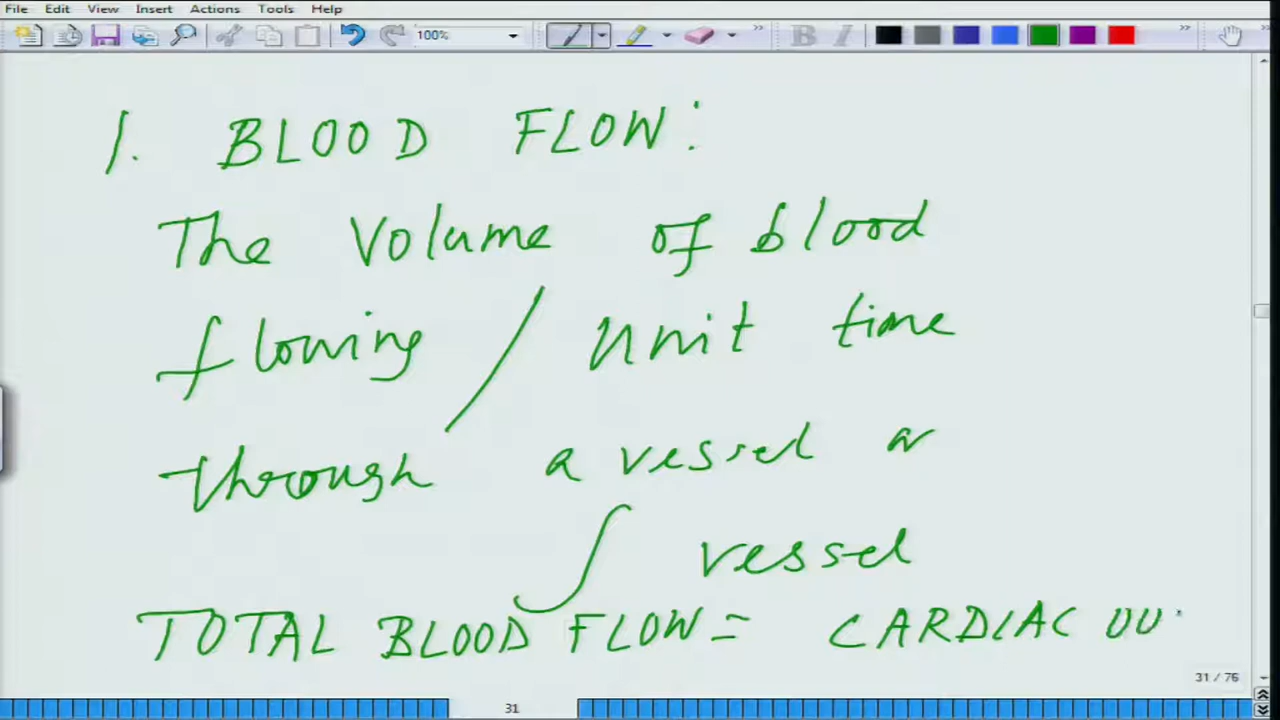 File Edit View Insert Actions Tools Help
100%
1. BLOOD FLOW:
The Volume of blood
flowing / unit time
through a vessel or
∫ vessel
TOTAL BLOOD FLOW = CARDIAC OU
31 / 76
31